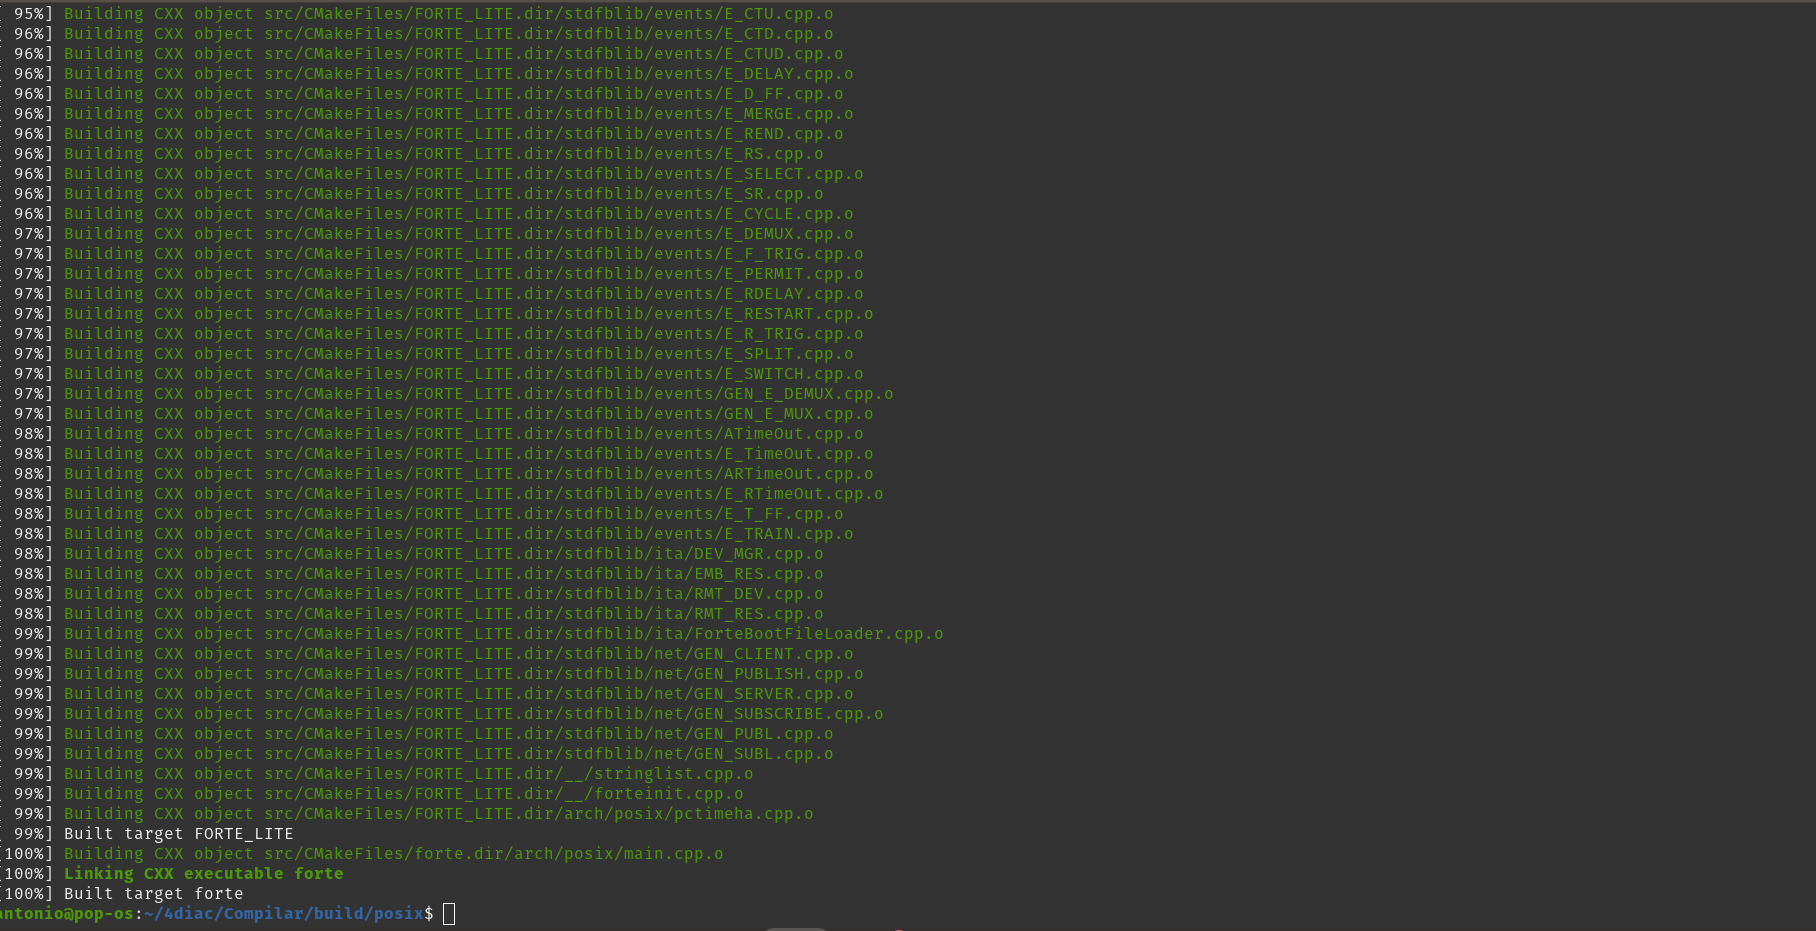 95%] Building CXX object src/CMakeFiles/FORTE_LITE.dir/stdfblib/events/E_CTU.cpp.o
96%] Building CXX object src/CMakeFiles/FORTE_LITE.dir/stdfblib/events/E_CTD.cpp.o
96%] Building CXX object src/CMakeFiles/FORTE_LITE.dir/stdfblib/events/E_CTUD.cpp.o
96%] Building CXX object src/CMakeFiles/FORTE_LITE.dir/stdfblib/events/E_DELAY.cpp.o
96%] Building CXX object src/CMakeFiles/FORTE_LITE.dir/stdfblib/events/E_D_FF.cpp.o
96%] Building CXX object src/CMakeFiles/FORTE_LITE.dir/stdfblib/events/E_MERGE.cpp.o
96%] Building CXX object src/CMakeFiles/FORTE_LITE.dir/stdfblib/events/E_REND.cpp.o
96%] Building CXX object src/CMakeFiles/FORTE_LITE.dir/stdfblib/events/E_RS.cpp.o
96%] Building CXX object src/CMakeFiles/FORTE_LITE.dir/stdfblib/events/E_SELECT.cpp.o
96%] Building CXX object src/CMakeFiles/FORTE_LITE.dir/stdfblib/events/E_SR.cpp.o
96%] Building CXX object src/CMakeFiles/FORTE_LITE.dir/stdfblib/events/E_CYCLE.cpp.o
97%] Building CXX object src/CMakeFiles/FORTE_LITE.dir/stdfblib/events/E_DEMUX.cpp.o
97%] Building CXX object src/CMakeFiles/FORTE_LITE.dir/stdfblib/events/E_F_TRIG.cpp.o
97%] Building CXX object src/CMakeFiles/FORTE_LITE.dir/stdfblib/events/E_PERMIT.cpp.o
97%] Building CXX object src/CMakeFiles/FORTE_LITE.dir/stdfblib/events/E_RDELAY.cpp.o
97%] Building CXX object src/CMakeFiles/FORTE_LITE.dir/stdfblib/events/E_RESTART.cpp.o
97%] Building CXX object src/CMakeFiles/FORTE_LITE.dir/stdfblib/events/E_R_TRIG.cpp.o
97%] Building CXX object src/CMakeFiles/FORTE_LITE.dir/stdfblib/events/E_SPLIT.cpp.o
97%] Building CXX object src/CMakeFiles/FORTE_LITE.dir/stdfblib/events/E_SWITCH.cpp.o
97%] Building CXX object src/CMakeFiles/FORTE_LITE.dir/stdfblib/events/GEN_E_DEMUX.cpp.o
97%] Building CXX object src/CMakeFiles/FORTE_LITE.dir/stdfblib/events/GEN_E_MUX.cpp.o
98%] Building CXX object src/CMakeFiles/FORTE_LITE.dir/stdfblib/events/ATimeOut.cpp.o
98%] Building CXX object src/CMakeFiles/FORTE_LITE.dir/stdfblib/events/E_TimeOut.cpp.o
98%] Building CXX object src/CMakeFiles/FORTE_LITE.dir/stdfblib/events/ARTimeOut.cpp.o
98%] Building CXX object src/CMakeFiles/FORTE_LITE.dir/stdfblib/events/E_RTimeOut.cpp.o
98%] Building CXX object src/CMakeFiles/FORTE_LITE.dir/stdfblib/events/E_T_FF.cpp.o
98%] Building CXX object src/CMakeFiles/FORTE_LITE.dir/stdfblib/events/E_TRAIN.cpp.o
98%] Building CXX object src/CMakeFiles/FORTE_LITE.dir/stdfblib/ita/DEV_MGR.cpp.o
98%] Building CXX object src/CMakeFiles/FORTE_LITE.dir/stdfblib/ita/EMB_RES.cpp.o
98%] Building CXX object src/CMakeFiles/FORTE_LITE.dir/stdfblib/ita/RMT_DEV.cpp.o
98%] Building CXX object src/CMakeFiles/FORTE_LITE.dir/stdfblib/ita/RMT_RES.cpp.o
99%] Building CXX object src/CMakeFiles/FORTE_LITE.dir/stdfblib/ita/ForteBootFileLoader.cpp.o
99%] Building CXX object src/CMakeFiles/FORTE_LITE.dir/stdfblib/net/GEN_CLIENT.cpp.o
99%] Building CXX object src/CMakeFiles/FORTE_LITE.dir/stdfblib/net/GEN_PUBLISH.cpp.o
99%] Building CXX object src/CMakeFiles/FORTE_LITE.dir/stdfblib/net/GEN_SERVER.cpp.o
99%] Building CXX object src/CMakeFiles/FORTE_LITE.dir/stdfblib/net/GEN_SUBSCRIBE.cpp.o
99%] Building CXX object src/CMakeFiles/FORTE_LITE.dir/stdfblib/net/GEN_PUBL.cpp.o
99%] Building CXX object src/CMakeFiles/FORTE_LITE.dir/stdfblib/net/GEN_SUBL.cpp.o
99%] Building CXX object src/CMakeFiles/FORTE_LITE.dir/__/stringlist.cpp.o
99%] Building CXX object src/CMakeFiles/FORTE_LITE.dir/__/forteinit.cpp.o
99%] Building CXX object src/CMakeFiles/FORTE_LITE.dir/arch/posix/pctimeha.cpp.o
99%] Built target FORTE_LITE
[100%] Building CXX object src/CMakeFiles/forte.dir/arch/posix/main.cpp.o
[100%] Linking CXX executable forte
[100%] Built target forte
antonio@pop-os:~/4diac/Compilar/build/posix$